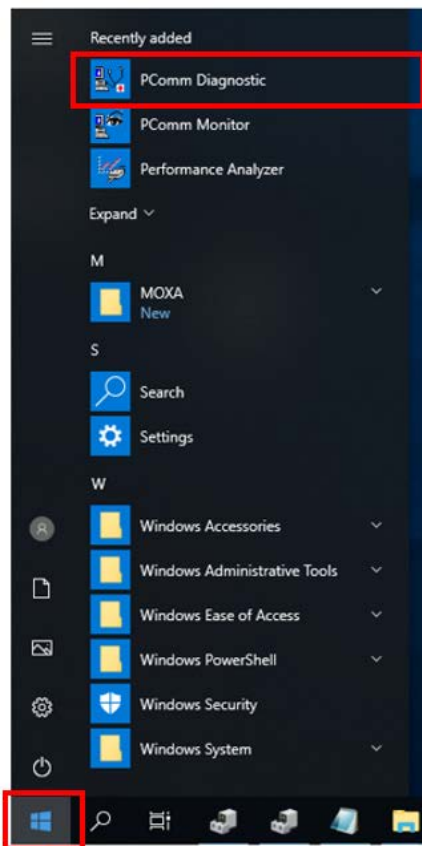 Recently added
PComm Diagnostic
PComm Monitor
Performance Analyzer
Expand
M
MOXA
New
S
Search
Settings
W
Windows Accessories
Windows Administrative Tools
Windows Ease of Access
Windows PowerShell
Windows Security
Windows System